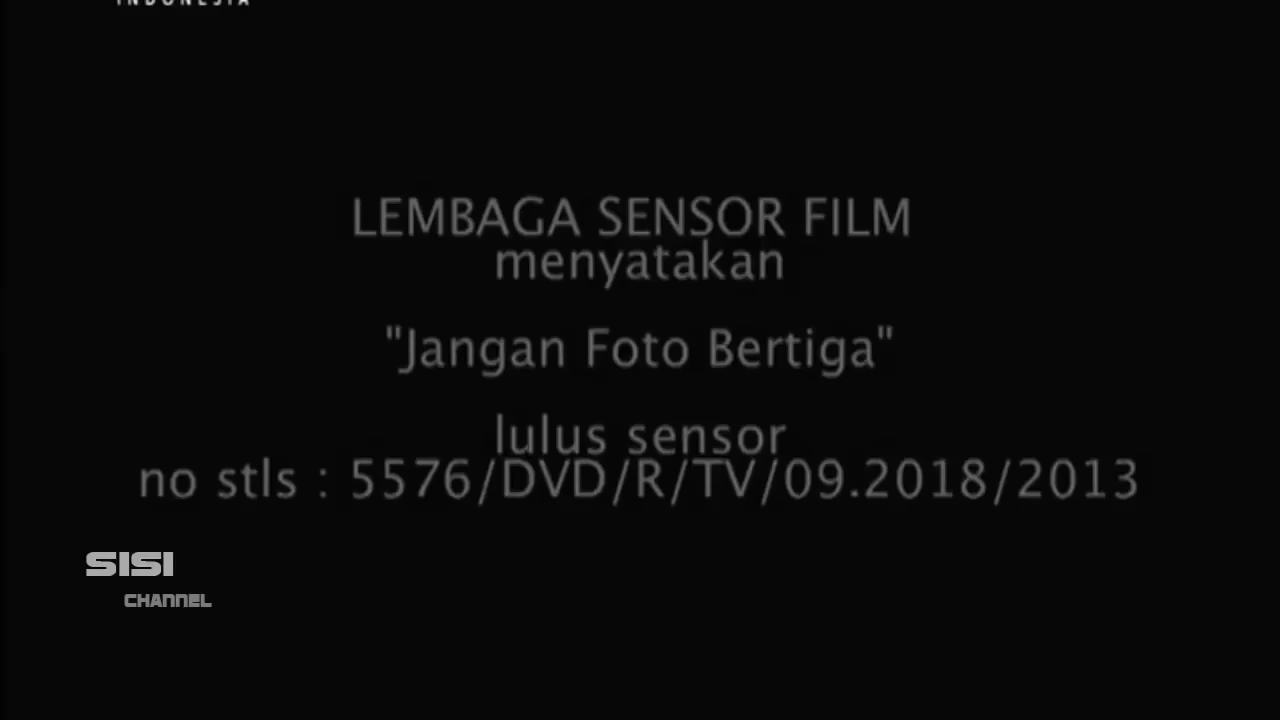 INDONESIA
LEMBAGA SENSOR FILM
menyatakan
"Jangan Foto Bertiga"
lulus sensor
no stls : 5576/DVD/R/TV/09.2018/2013
SISI
CHANNEL